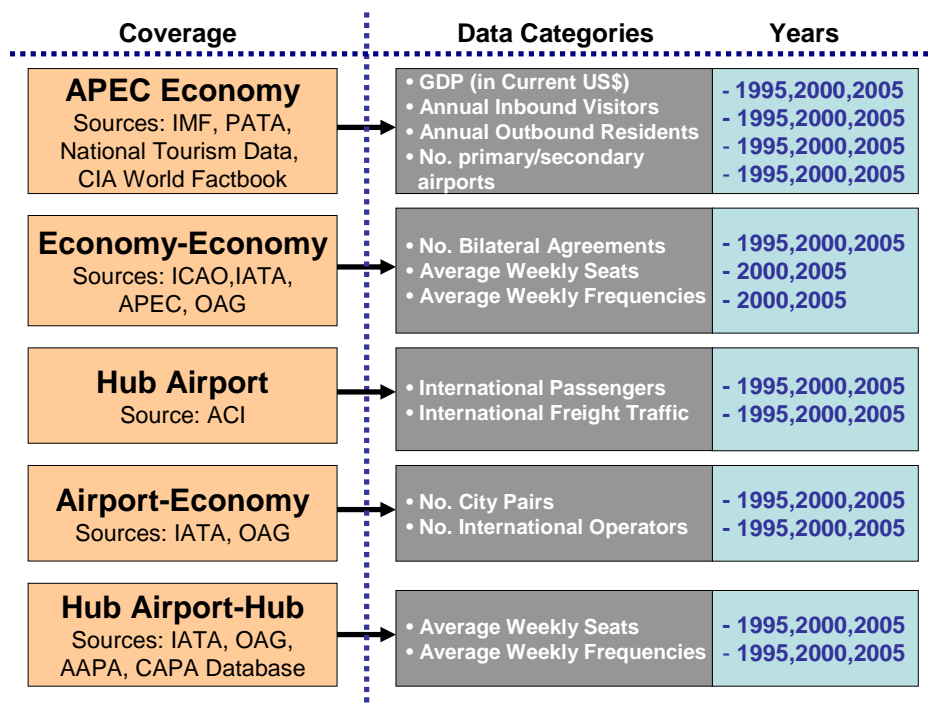 Coverage
Data Categories
Years
APEC Economy
Sources: IMF, PATA,
National Tourism Data,
CIA World Factbook
• GDP (in Current US$)
• Annual Inbound Visitors
• Annual Outbound Residents
• No. primary/secondary
airports
- 1995,2000,2005
- 1995,2000,2005
- 1995,2000,2005
- 1995,2000,2005
Economy-Economy
Sources: ICAO,IATA,
APEC, OAG
• No. Bilateral Agreements
• Average Weekly Seats
• Average Weekly Frequencies
- 1995,2000,2005
- 2000,2005
- 2000,2005
Hub Airport
Source: ACI
• International Passengers
• International Freight Traffic
- 1995,2000,2005
- 1995,2000,2005
Airport-Economy
Sources: IATA, OAG
• No. City Pairs
• No. International Operators
- 1995,2000,2005
- 1995,2000,2005
Hub Airport-Hub
Sources: IATA, OAG,
AAPA, CAPA Database
• Average Weekly Seats
• Average Weekly Frequencies
- 1995,2000,2005
- 1995,2000,2005